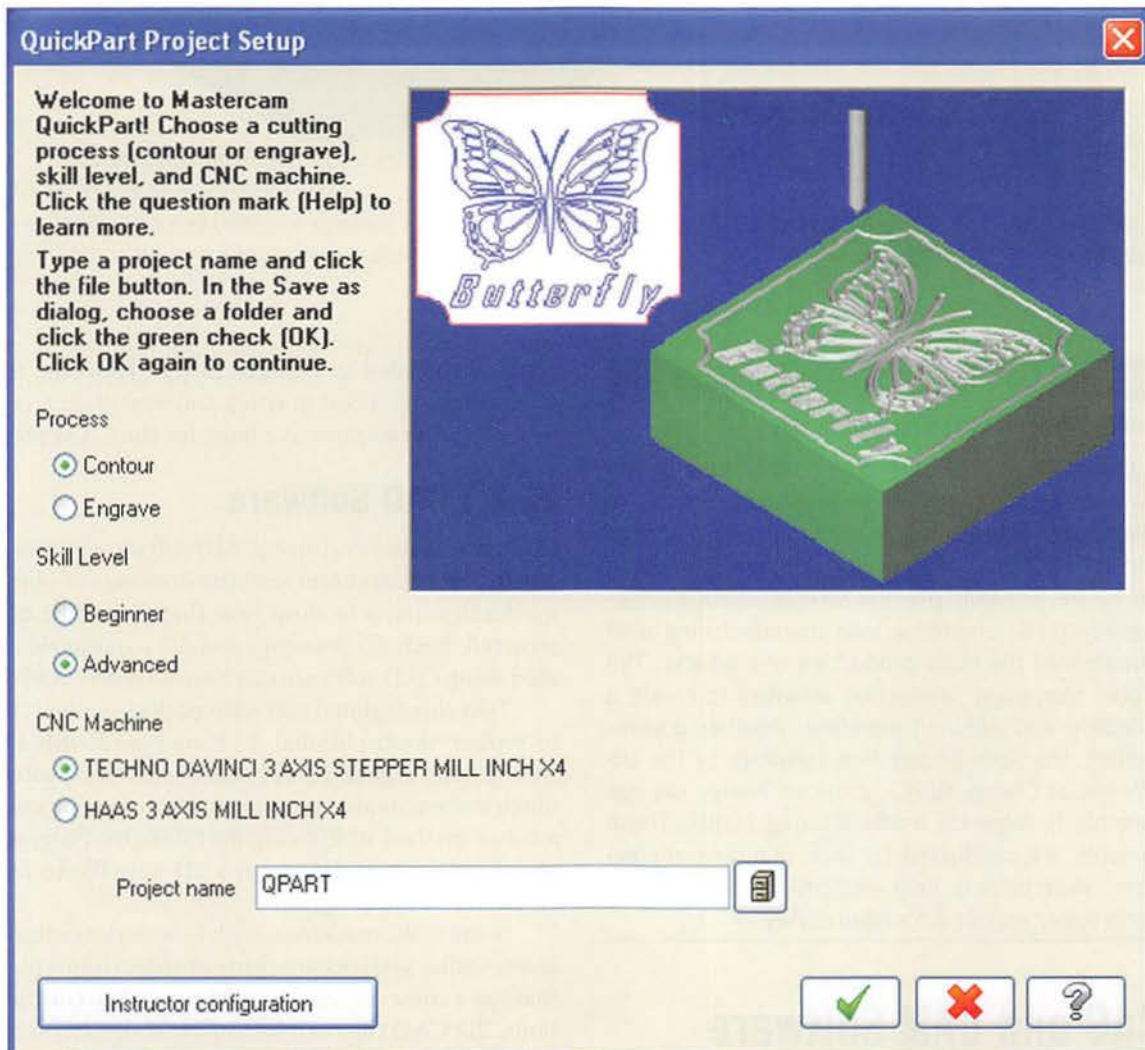 QuickPart Project Setup
Welcome to Mastercam
QuickPart! Choose a cutting
process (contour or engrave),
skill level, and CNC machine.
Click the question mark (Help) to
learn more.
Type a project name and click
the file button. In the Save as
dialog, choose a folder and
click the green check (OK).
Click OK again to continue.
Butterfly
Butterfly
Process
Contour
Engrave
Skill Level
Beginner
Advanced
CNC Machine
TECHNO DAVINCI 3 AXIS STEPPER MILL INCH X4
HAAS 3 AXIS MILL INCH X4
Project name QPART
Instructor configuration
?